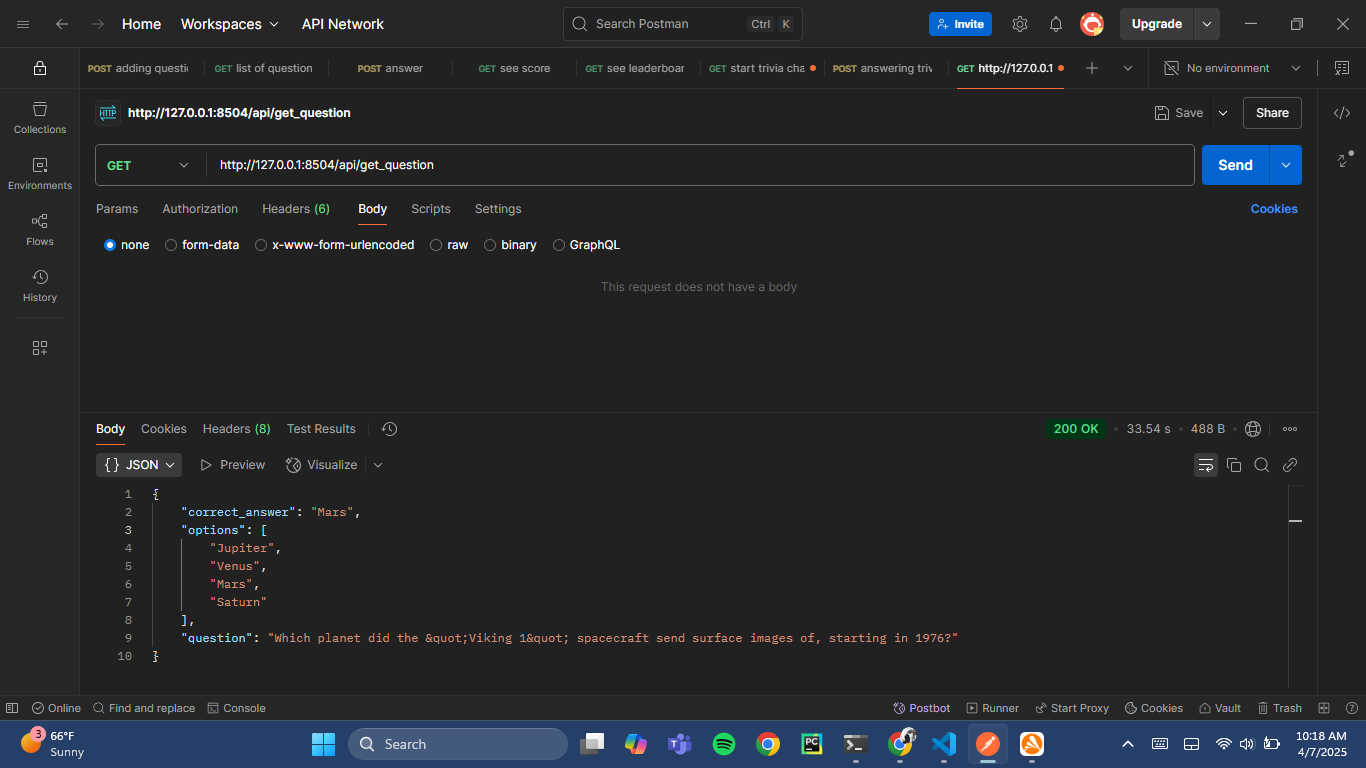 Home Workspaces API Network Search Postman Ctrl K Invite Upgrade
POST adding questi GET list of question POST answer GET see score GET see leaderboar GET start trivia cha POST answering triv GET http://127.0.0.1 No environment
HTTP http://127.0.0.1:8504/api/get_question Save Share
GET http://127.0.0.1:8504/api/get_question Send
Params Authorization Headers (6) Body Scripts Settings Cookies
none form-data x-www-form-urlencoded raw binary GraphQL
This request does not have a body
Collections
Environments
Flows
History
Body Cookies Headers (8) Test Results 200 OK 33.54 s 488 B
{} JSON Preview Visualize
1 {
2 "correct_answer": "Mars",
3 "options": [
4 "Jupiter",
5 "Venus",
6 "Mars",
7 "Saturn"
8 ],
9 "question": "Which planet did the &quot;Viking 1&quot; spacecraft send surface images of, starting in 1976?"
10 }
Online Find and replace Console Postbot Runner Start Proxy Cookies Vault Trash
3 66°F
Sunny
Search
PC
10:18 AM
4/7/2025